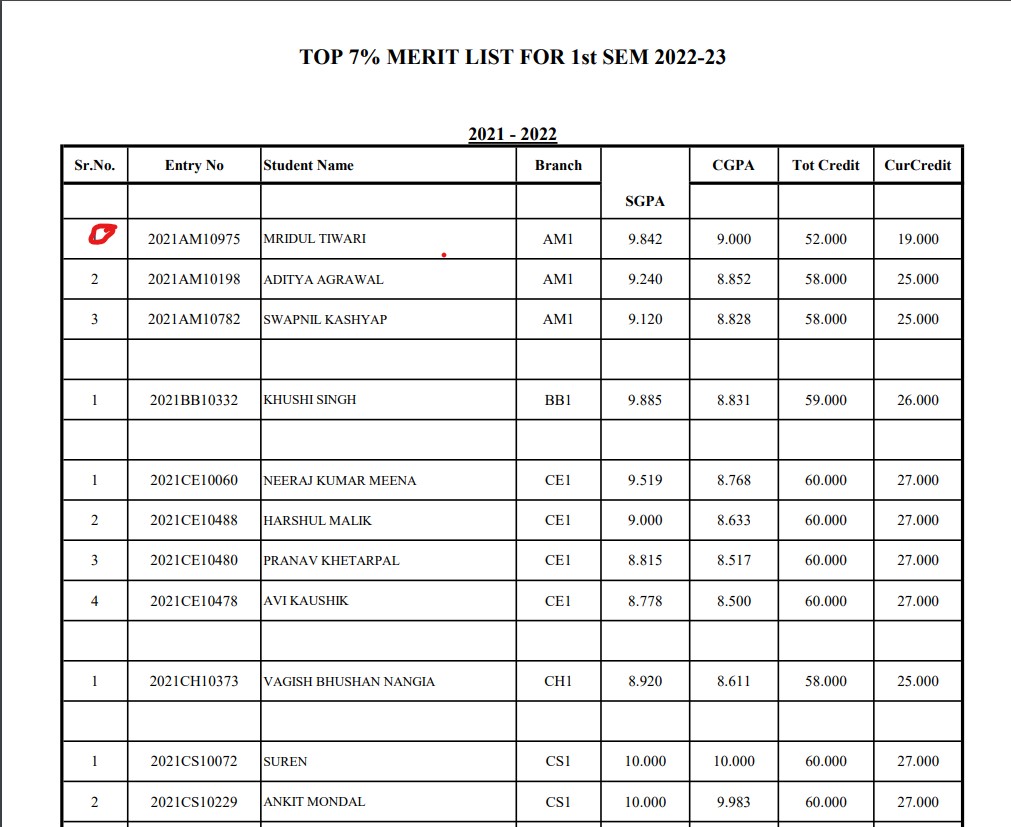 TOP 7% MERIT LIST FOR 1st SEM 2022-23
2021 - 2022
Sr.No. Entry No Student Name Branch SGPA CGPA Tot Credit CurCredit
2021AM10975 MRIDUL TIWARI AM1 9.842 9.000 52.000 19.000
2 2021AM10198 ADITYA AGRAWAL AM1 9.240 8.852 58.000 25.000
3 2021AM10782 SWAPNIL KASHYAP AM1 9.120 8.828 58.000 25.000
1 2021BB10332 KHUSHI SINGH BB1 9.885 8.831 59.000 26.000
1 2021CE10060 NEERAJ KUMAR MEENA CE1 9.519 8.768 60.000 27.000
2 2021CE10488 HARSHUL MALIK CE1 9.000 8.633 60.000 27.000
3 2021CE10480 PRANAV KHETARPAL CE1 8.815 8.517 60.000 27.000
4 2021CE10478 AVI KAUSHIK CE1 8.778 8.500 60.000 27.000
1 2021CH10373 VAGISH BHUSHAN NANGIA CH1 8.920 8.611 58.000 25.000
1 2021CS10072 SUREN CS1 10.000 10.000 60.000 27.000
2 2021CS10229 ANKIT MONDAL CS1 10.000 9.983 60.000 27.000